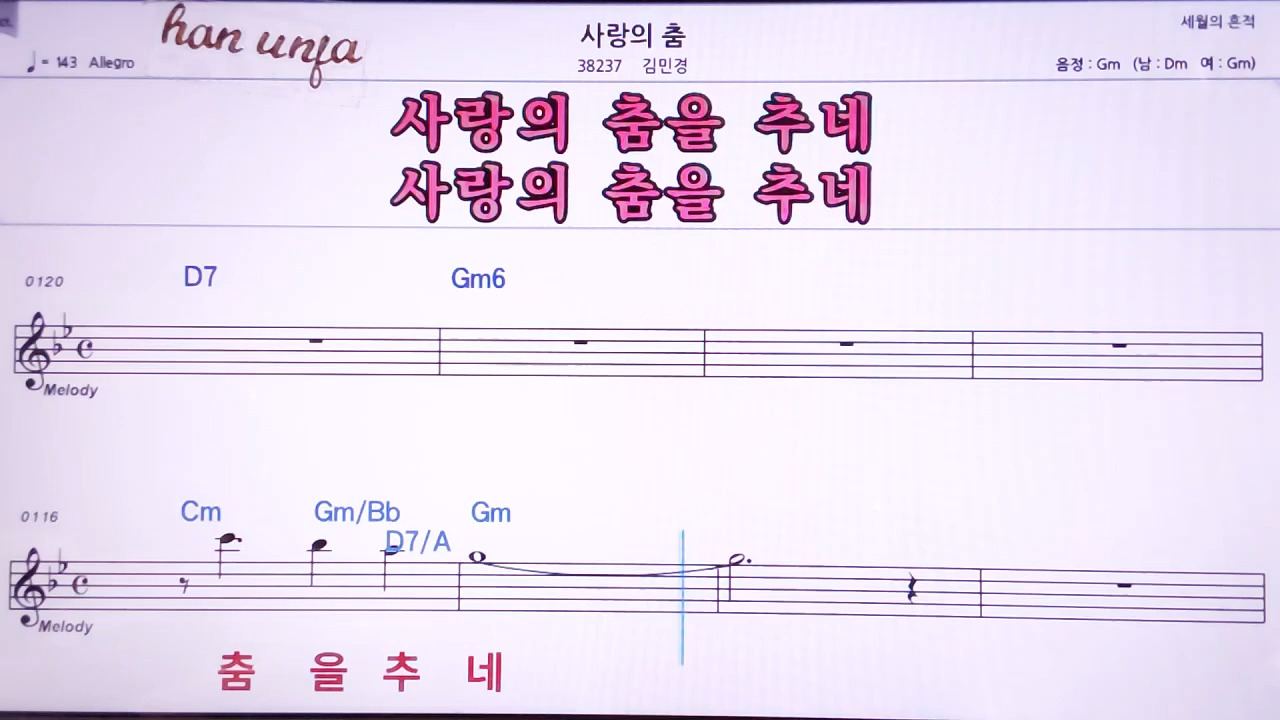 han unfa
사랑의 춤
세월의 흔적
♩ = 143 Allegro
38237 김민경
음정 : Gm (남 : Dm 여 : Gm)
사랑의 춤을 추네
사랑의 춤을 추네
0120
D7 Gm6
Melody
0116
Cm Gm/Bb D7/A Gm
Melody
춤 을 추 네